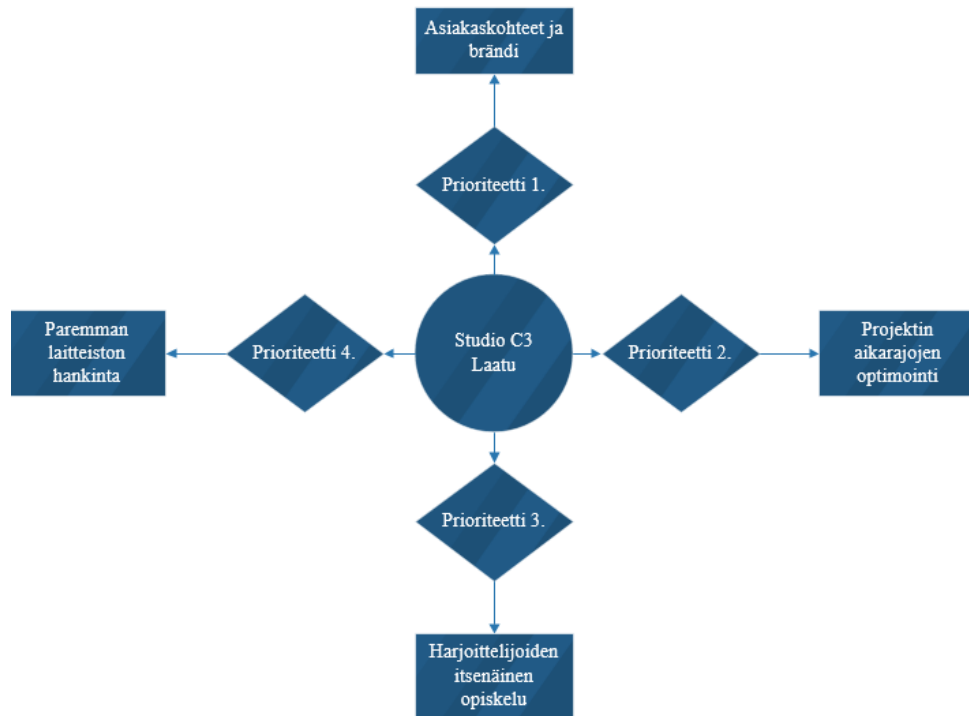 Asiakaskohteet ja
brändi
Prioriteetti 1.
Paremman
laitteiston
hankinta
Prioriteetti 4.
Studio C3
Laatu
Prioriteetti 2.
Projektin
aikarajojen
optimointi
Prioriteetti 3.
Harjoittelijoiden
itsenäinen
opiskelu